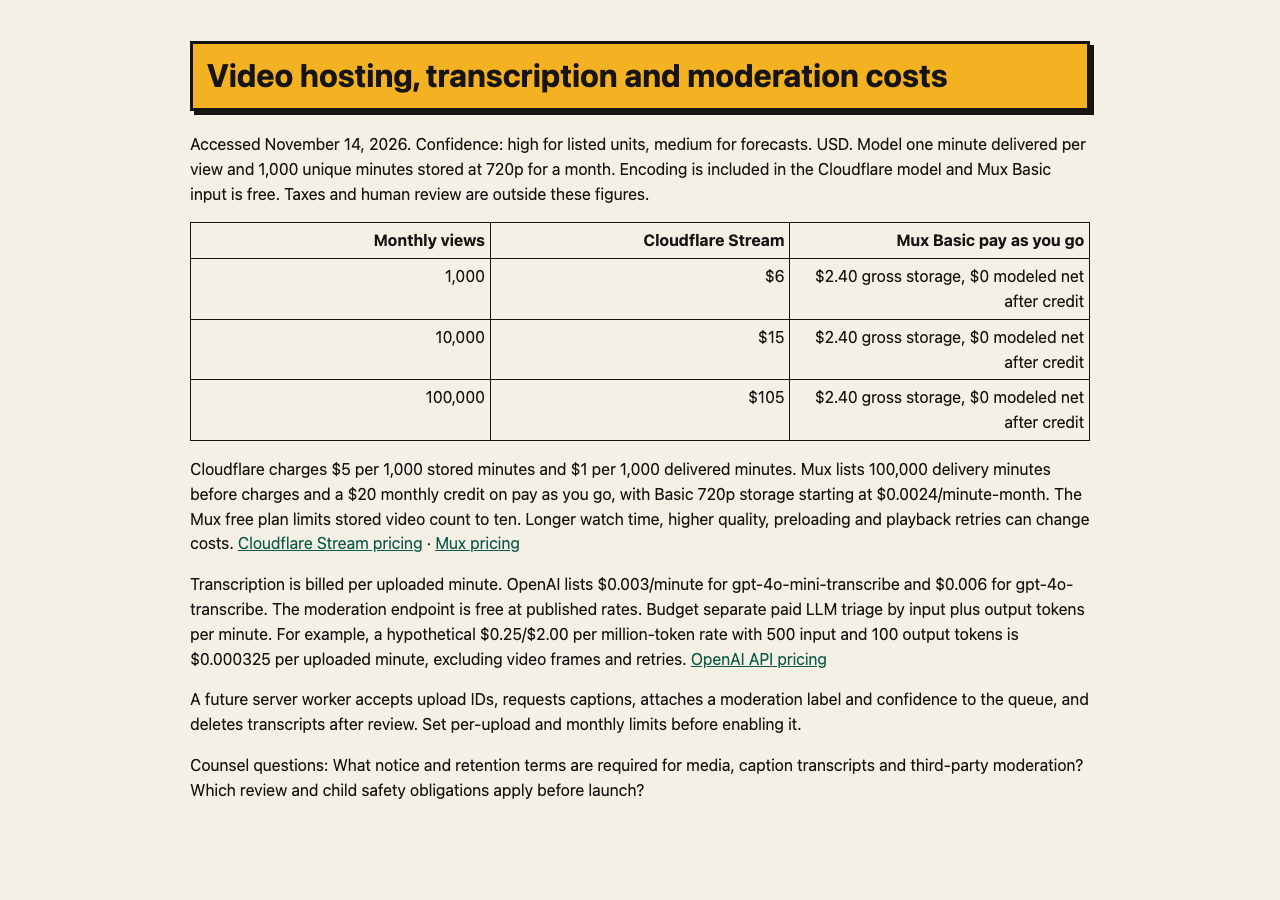 Video hosting, transcription and moderation costs
Accessed November 14, 2026. Confidence: high for listed units, medium for forecasts. USD. Model one minute delivered per
view and 1,000 unique minutes stored at 720p for a month. Encoding is included in the Cloudflare model and Mux Basic
input is free. Taxes and human review are outside these figures.
Monthly views Cloudflare Stream Mux Basic pay as you go
1,000 $6 $2.40 gross storage, $0 modeled net
after credit
10,000 $15 $2.40 gross storage, $0 modeled net
after credit
100,000 $105 $2.40 gross storage, $0 modeled net
after credit
Cloudflare charges $5 per 1,000 stored minutes and $1 per 1,000 delivered minutes. Mux lists 100,000 delivery minutes
before charges and a $20 monthly credit on pay as you go, with Basic 720p storage starting at $0.0024/minute-month. The
Mux free plan limits stored video count to ten. Longer watch time, higher quality, preloading and playback retries can change
costs. Cloudflare Stream pricing · Mux pricing
Transcription is billed per uploaded minute. OpenAI lists $0.003/minute for gpt-4o-mini-transcribe and $0.006 for gpt-4o-
transcribe. The moderation endpoint is free at published rates. Budget separate paid LLM triage by input plus output tokens
per minute. For example, a hypothetical $0.25/$2.00 per million-token rate with 500 input and 100 output tokens is
$0.000325 per uploaded minute, excluding video frames and retries. OpenAI API pricing
A future server worker accepts upload IDs, requests captions, attaches a moderation label and confidence to the queue, and
deletes transcripts after review. Set per-upload and monthly limits before enabling it.
Counsel questions: What notice and retention terms are required for media, caption transcripts and third-party moderation?
Which review and child safety obligations apply before launch?